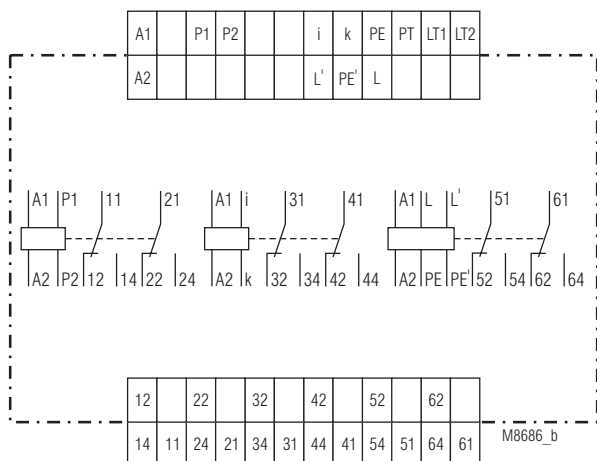 A1 P1 P2 i k PE PT LT1 LT2
A2 L' PE' L
A1 P1 11 21 A1 i 31 41 A1 L L' 51 61
A2 P2 12 14 22 24 A2 k 32 34 42 44 A2 PE PE' 52 54 62 64
12 22 32 42 52 62
14 11 24 21 34 31 44 41 54 51 64 61
M8686_b